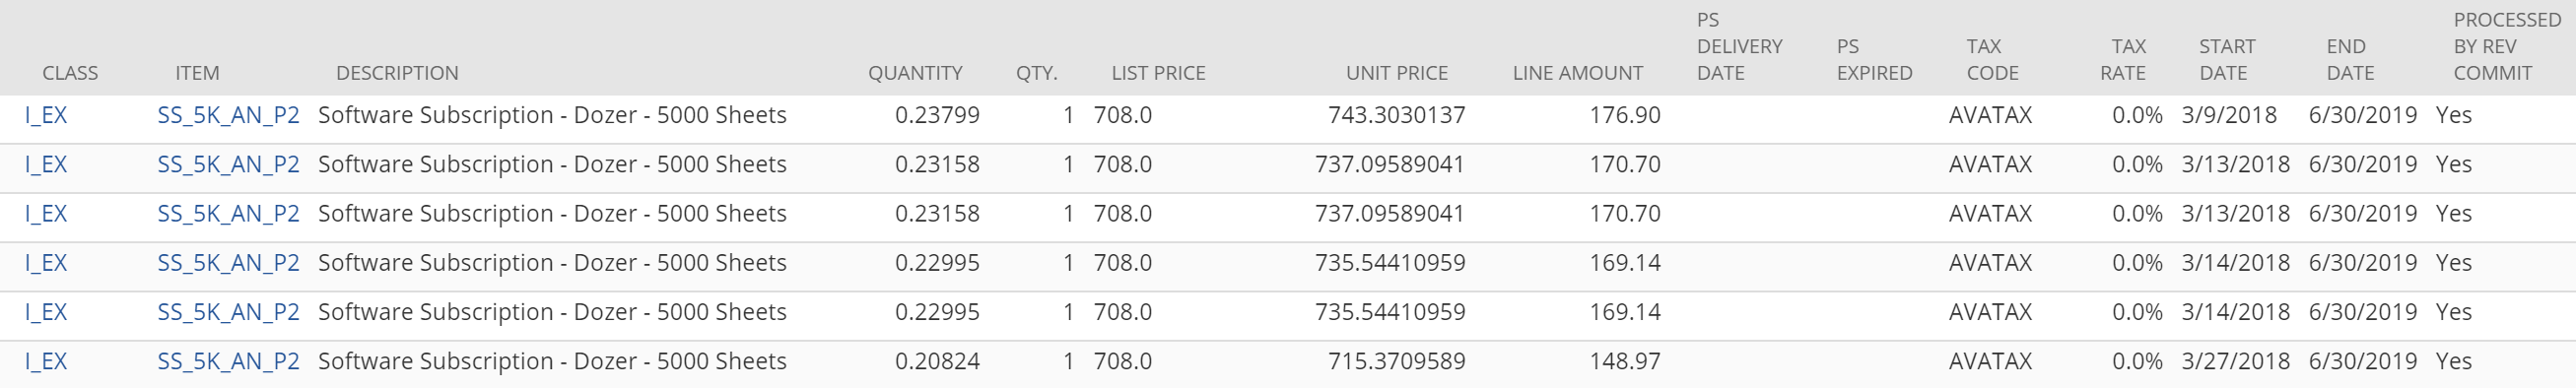 CLASS ITEM DESCRIPTION QUANTITY QTY. LIST PRICE UNIT PRICE LINE AMOUNT PS DELIVERY DATE PS EXPIRED TAX CODE TAX RATE START DATE END DATE PROCESSED BY REV COMMIT
I_EX SS_5K_AN_P2 Software Subscription - Dozer - 5000 Sheets 0.23799 1 708.0 743.3030137 176.90 AVATAX 0.0% 3/9/2018 6/30/2019 Yes
I_EX SS_5K_AN_P2 Software Subscription - Dozer - 5000 Sheets 0.23158 1 708.0 737.09589041 170.70 AVATAX 0.0% 3/13/2018 6/30/2019 Yes
I_EX SS_5K_AN_P2 Software Subscription - Dozer - 5000 Sheets 0.23158 1 708.0 737.09589041 170.70 AVATAX 0.0% 3/13/2018 6/30/2019 Yes
I_EX SS_5K_AN_P2 Software Subscription - Dozer - 5000 Sheets 0.22995 1 708.0 735.54410959 169.14 AVATAX 0.0% 3/14/2018 6/30/2019 Yes
I_EX SS_5K_AN_P2 Software Subscription - Dozer - 5000 Sheets 0.22995 1 708.0 735.54410959 169.14 AVATAX 0.0% 3/14/2018 6/30/2019 Yes
I_EX SS_5K_AN_P2 Software Subscription - Dozer - 5000 Sheets 0.20824 1 708.0 715.3709589 148.97 AVATAX 0.0% 3/27/2018 6/30/2019 Yes